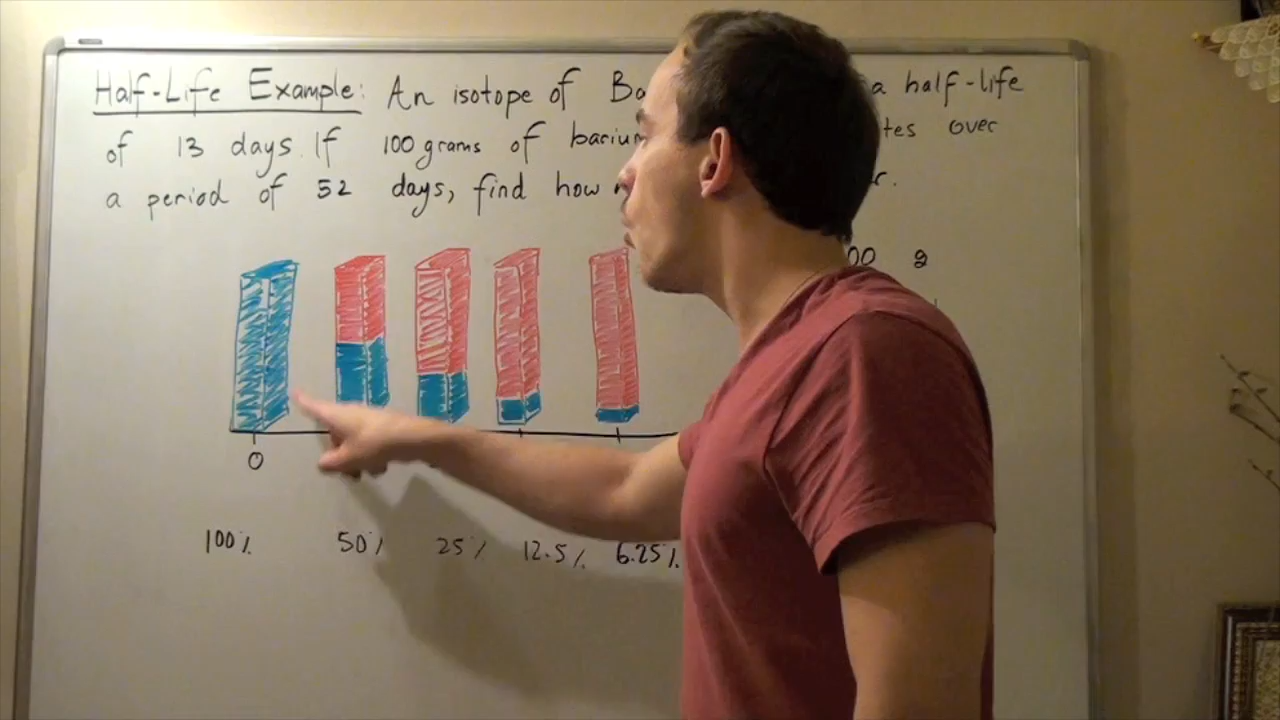 Half-Life Example: An isotope of Ba a half-life
of 13 days. If 100 grams of barium tes over
a period of 52 days, find how r.
00 g
0
100% 50% 25% 12.5% 6.25%